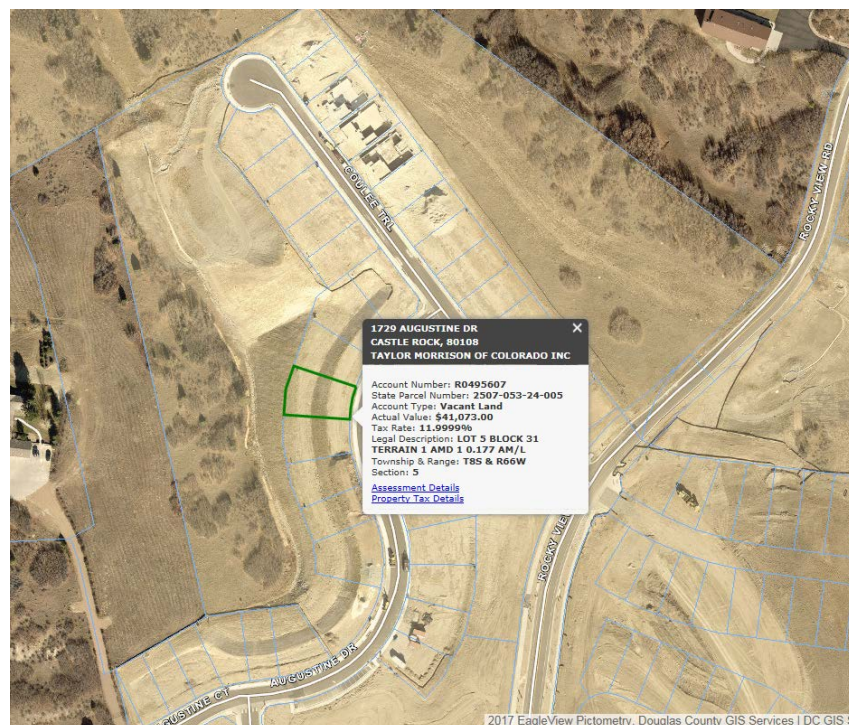 COULEE TRL
ROCKY VIEW RD
1729 AUGUSTINE DR
CASTLE ROCK, 80108
TAYLOR MORRISON OF COLORADO INC
Account Number: R0495607
State Parcel Number: 2507-053-24-005
Account Type: Vacant Land
Actual Value: $41,073.00
Tax Rate: 11.9999%
Legal Description: LOT 5 BLOCK 31
TERRAIN 1 AMD 1 0.177 AM/L
Township & Range: T8S & R66W
Section: 5
Assessment Details
Property Tax Details
ROCKY VIE
AUGUSTINE DR
GUSTINE CT
2017 EagleView Pictometry, Douglas County GIS Services | DC GIS